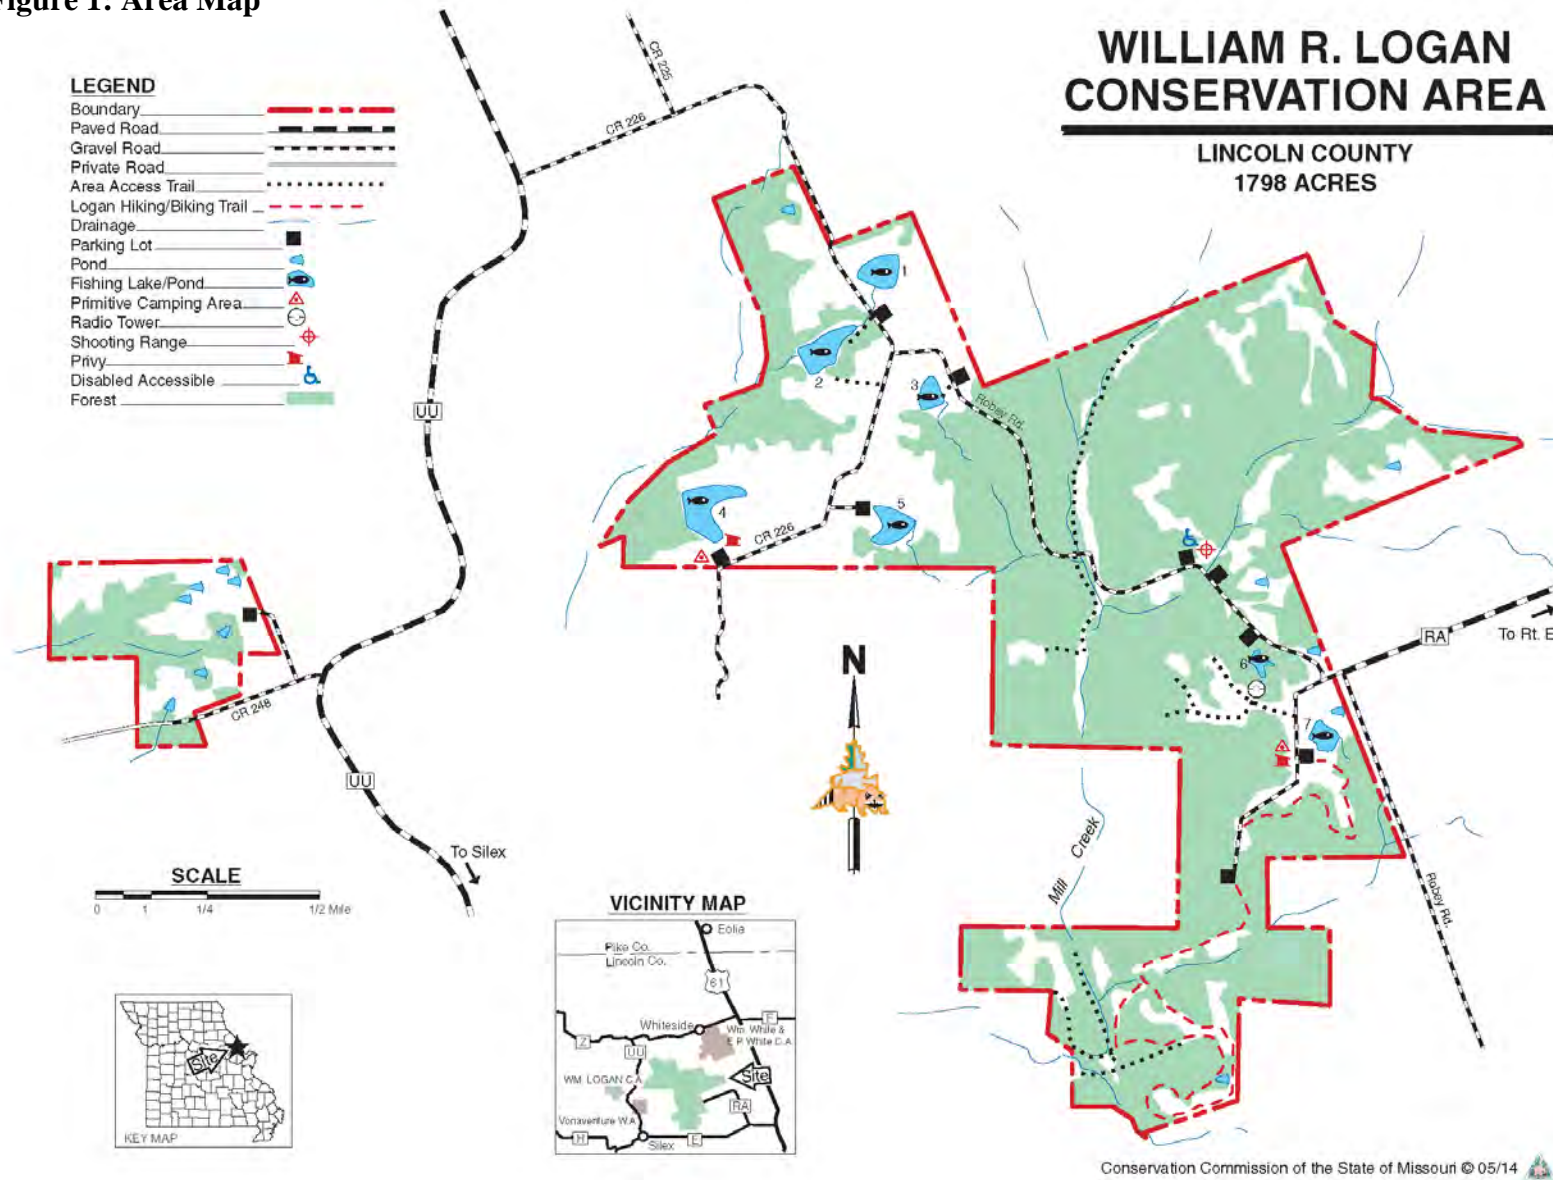 Figure 1: Area Map
WILLIAM R. LOGAN
CONSERVATION AREA
LINCOLN COUNTY
1798 ACRES
LEGEND
Boundary
Paved Road
Gravel Road
Private Road
Area Access Trail
Logan Hiking/Biking Trail
Drainage
Parking Lot
Pond
Fishing Lake/Pond
Primitive Camping Area
Radio Tower
Shooting Range
Privy
Disabled Accessible
Forest
CR 225
CR 226
1
2
3
Robey Rd.
UU
4
5
CR 226
RA
To Rt. E
N
6
CR 248
7
UU
Mill Creek
To Silex
Robey Rd.
SCALE
0 1 1/4 1/2 Mile
VICINITY MAP
Eolia
Pike Co.
Lincoln Co.
61
Whiteside
F
Wm. White &
E.P. White C.A.
Z
UU
WM. LOGAN C.A.
Site
RA
Vonaventure W.A.
H
Silex
E
Site
KEY MAP
Conservation Commission of the State of Missouri © 05/14